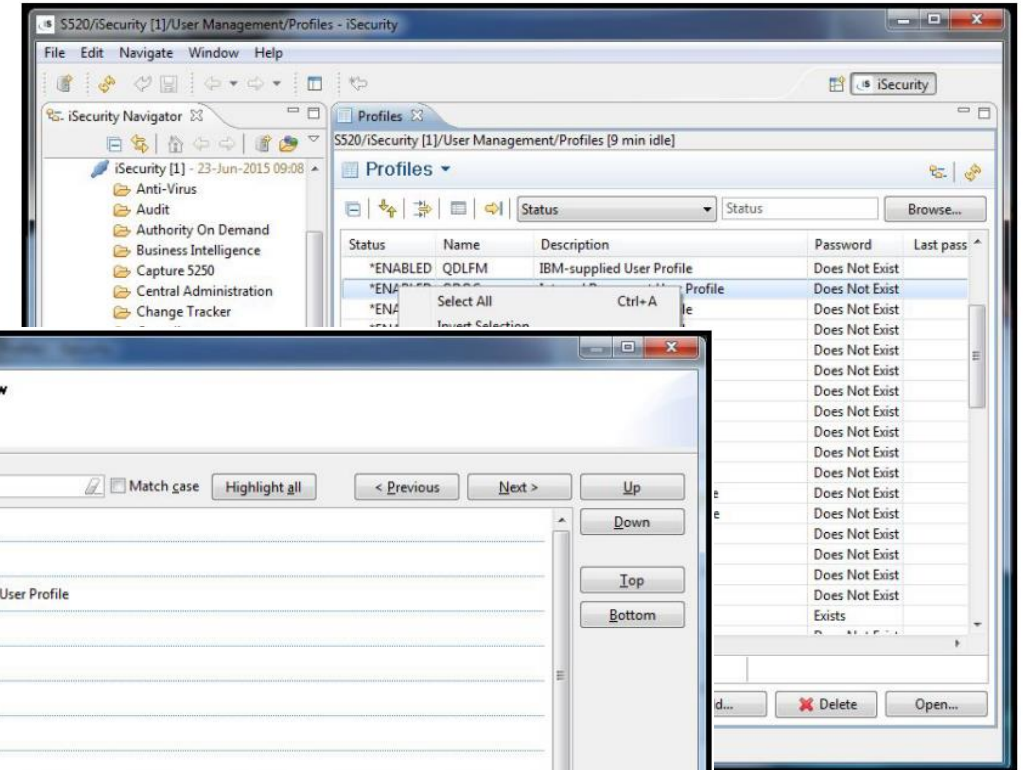 S520/iSecurity [1]/User Management/Profiles - iSecurity
File Edit Navigate Window Help
iSecurity
iSecurity Navigator
Profiles
S520/iSecurity [1]/User Management/Profiles [9 min idle]
iSecurity [1] - 23-Jun-2015 09:08
Profiles
Anti-Virus
Audit
Status Status Browse...
Authority On Demand
Business Intelligence
Status Name Description Password Last pass
Capture 5250
*ENABLED QDLFM IBM-supplied User Profile Does Not Exist
Central Administration
Profile Does Not Exist
Change Tracker
Select All Ctrl+A
*ENA le Does Not Exist
Invert Selection
Does Not Exist
Does Not Exist
Does Not Exist
Does Not Exist
Does Not Exist
Does Not Exist
Does Not Exist
Does Not Exist
Match case Highlight all < Previous Next > Up
e Does Not Exist
Down
e Does Not Exist
Does Not Exist
Does Not Exist
Top
Does Not Exist
User Profile
Does Not Exist
Bottom
Exists
d... Delete Open...